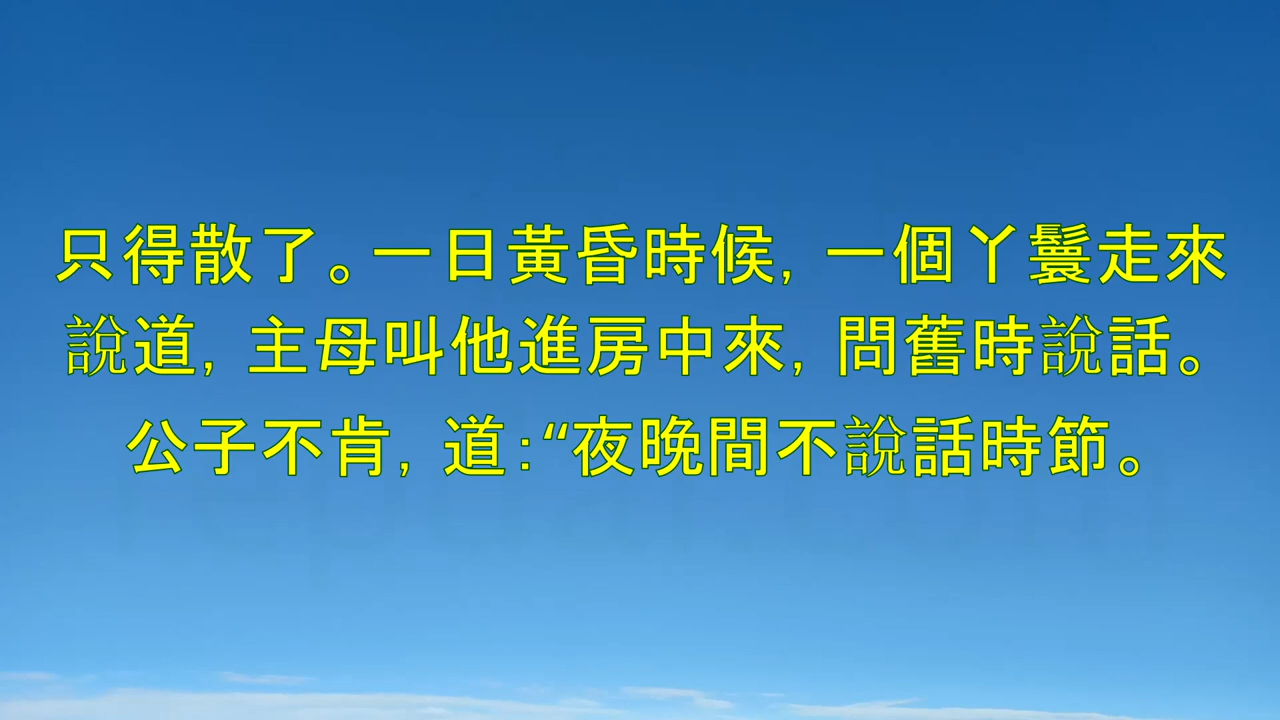 只得散了。一日黃昏時候，一個丫鬟走來
說道，主母叫他進房中來，問舊時說話。
公子不肯，道：“夜晚間不說話時節。